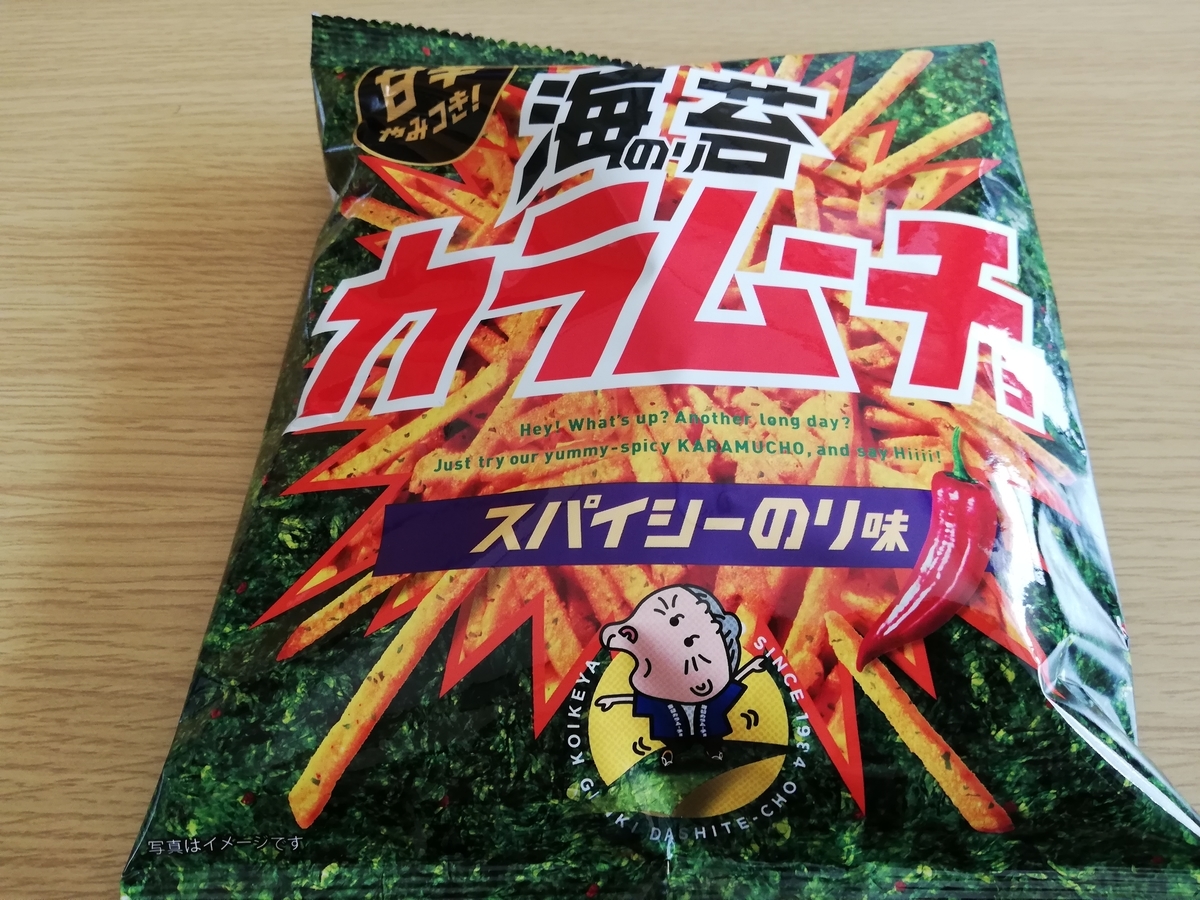 甘辛
やみつき!
海苔
のり
カラムーチョ
Hey! What's up? Another long day?
Just try our yummy-spicy KARAMUCHO, and say Hiiii!
スパイシーのり味
KOIKEYA
SINCE 1984
GENKI DASHITE-CHO
写真はイメージです